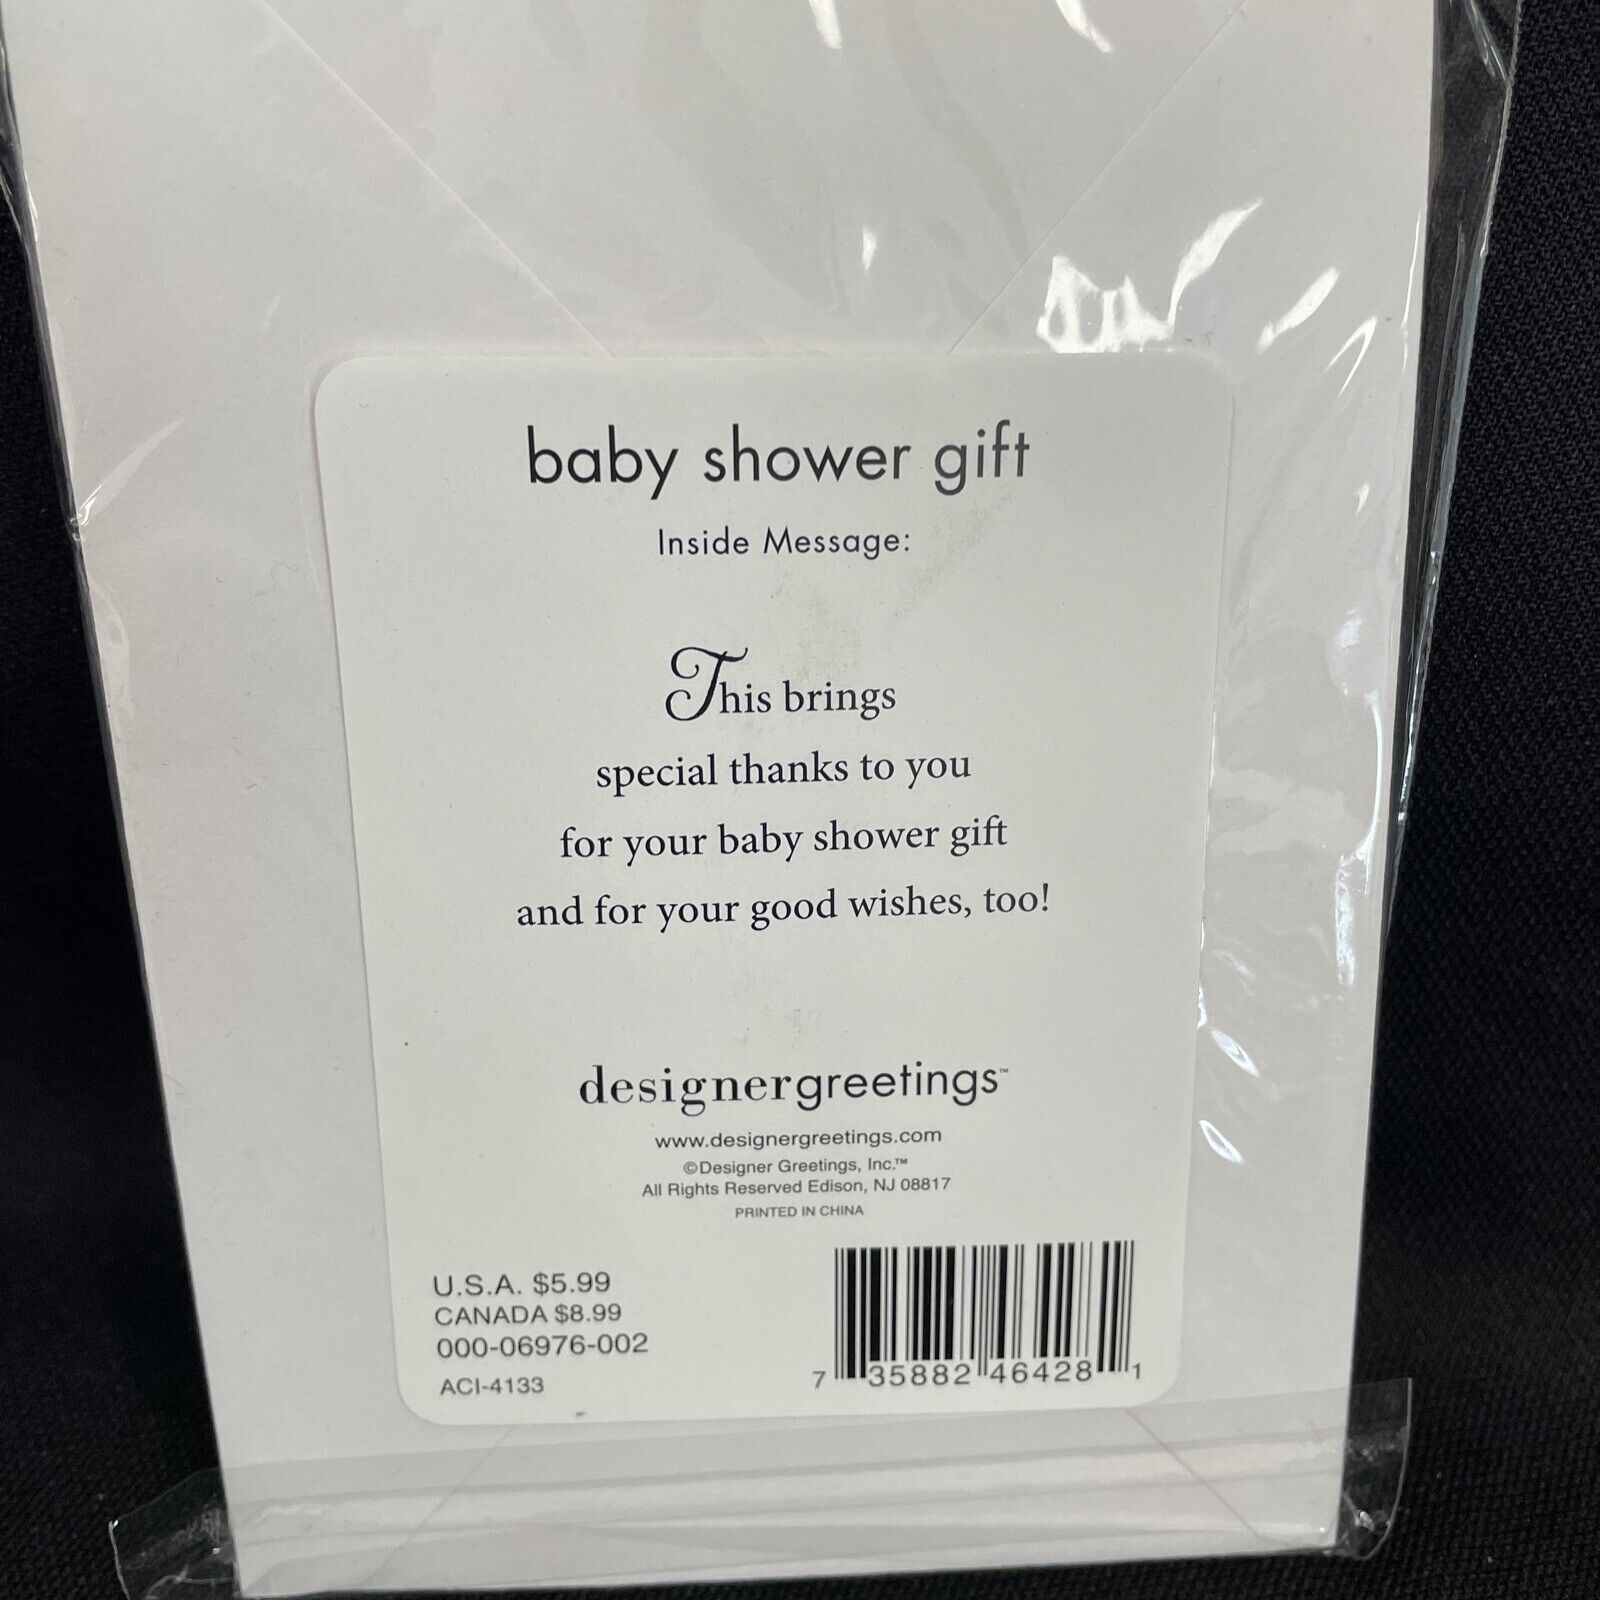 baby shower gift
Inside Message:
This brings
special thanks to you
for your baby shower gift
and for your good wishes, too!
designergreetings™
www.designergreetings.com
©Designer Greetings, Inc.™
All Rights Reserved Edison, NJ 08817
PRINTED IN CHINA
U.S.A. $5.99
CANADA $8.99
000-06976-002
ACI-4133
7 35882 46428 1